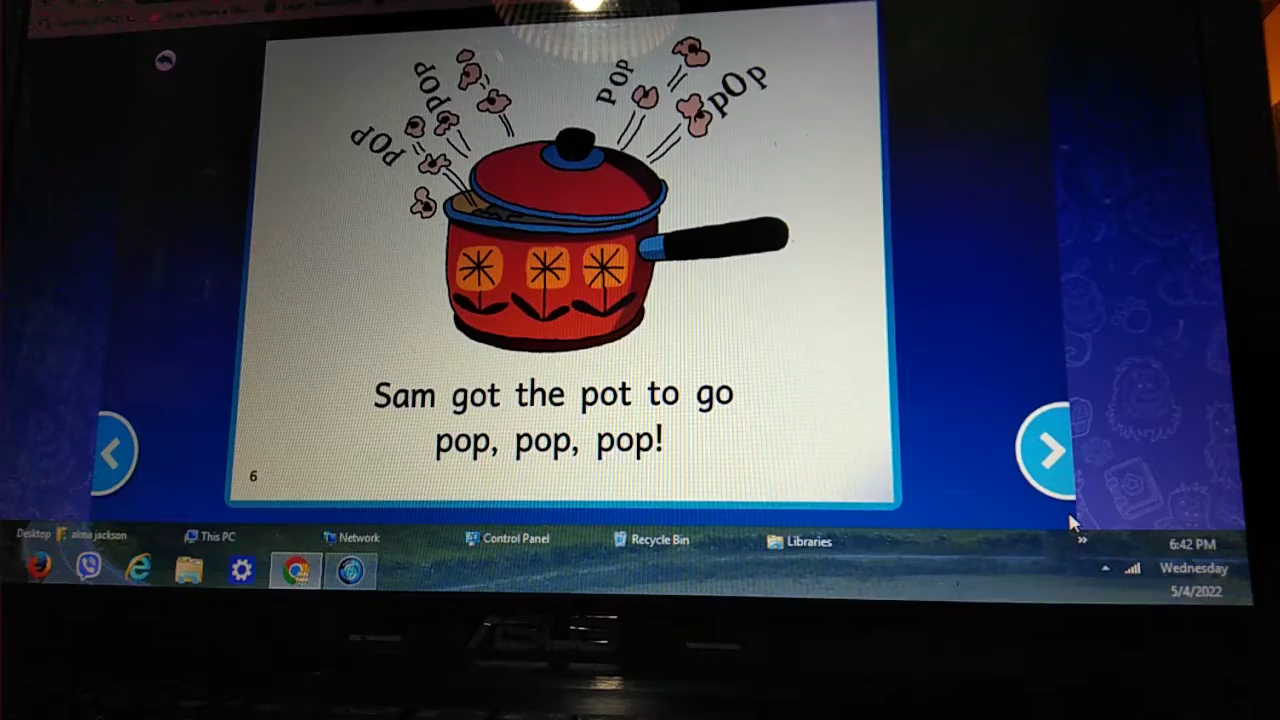 POP
POP
POP
pOp
Sam got the pot to go
pop, pop, pop!
6
Desktop
alma jackson
This PC
Network
Control Panel
Recycle Bin
Libraries
»
6:42 PM
Wednesday
5/4/2022
ASUS